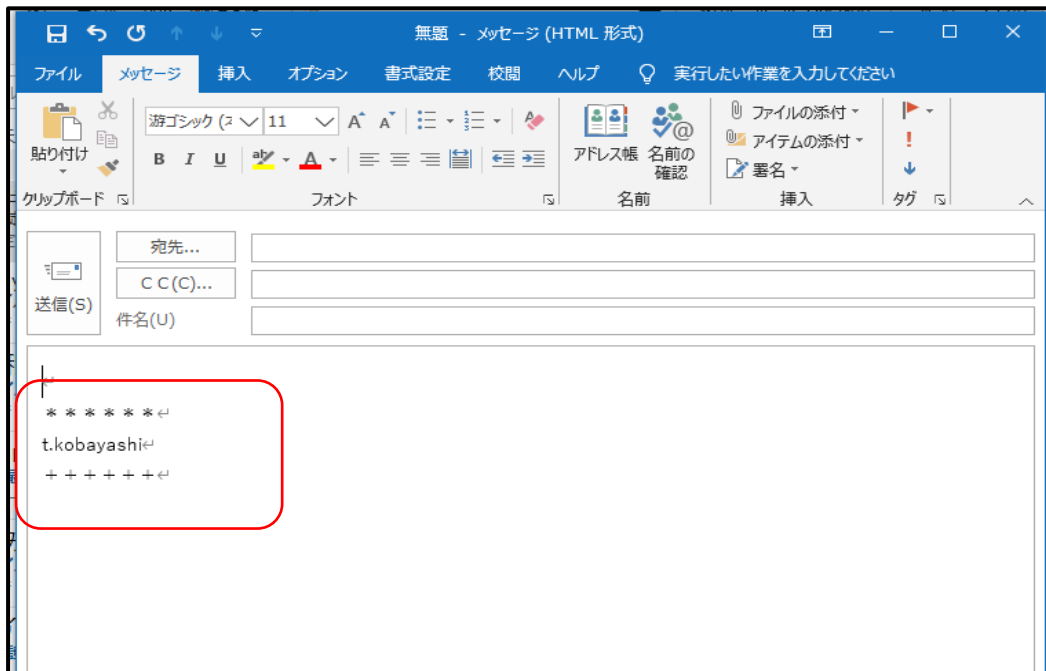 無題 - メッセージ (HTML 形式)
ファイル メッセージ 挿入 オプション 書式設定 校閲 ヘルプ 実行したい作業を入力してください
貼り付け
クリップボード
游ゴシック (ﾏ 11 A A
B I U ab A
フォント
アドレス帳 名前の
確認
名前
ファイルの添付
アイテムの添付
署名
挿入
タグ
送信(S)
宛先...
ＣＣ(C)...
件名(U)
＊＊＊＊＊＊↵
t.kobayashi↵
＋＋＋＋＋＋↵